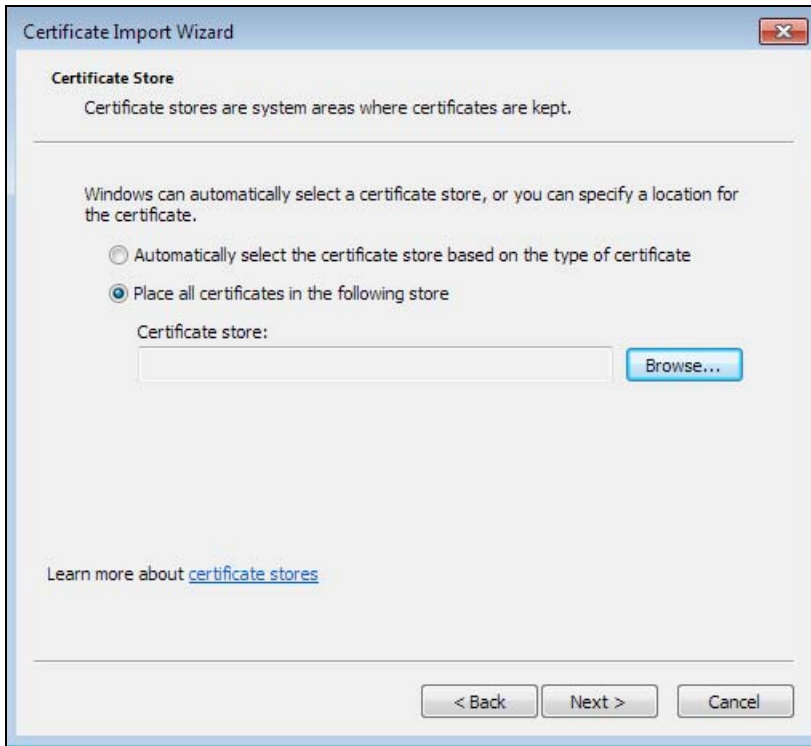 Certificate Import Wizard
Certificate Store
Certificate stores are system areas where certificates are kept.
Windows can automatically select a certificate store, or you can specify a location for
the certificate.
Automatically select the certificate store based on the type of certificate
Place all certificates in the following store
Certificate store:
Browse...
Learn more about certificate stores
< Back
Next >
Cancel